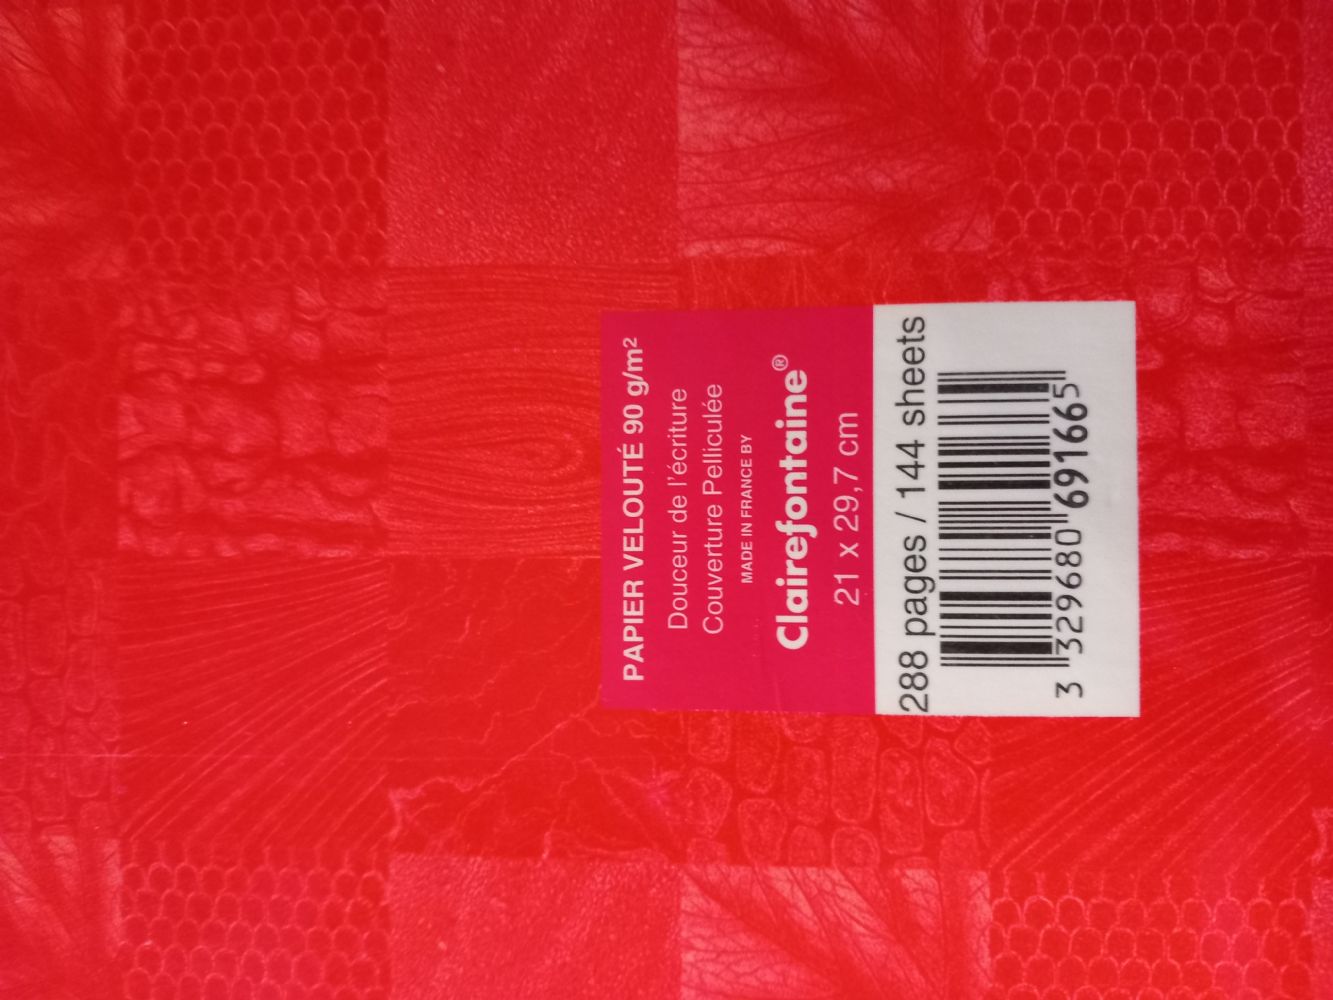 PAPIER VELOUTÉ 90 g/m²
Douceur de l'écriture
Couverture Pelliculée
MADE IN FRANCE BY
Clairefontaine®
21 x 29,7 cm
288 pages / 144 sheets
3 329680 691665